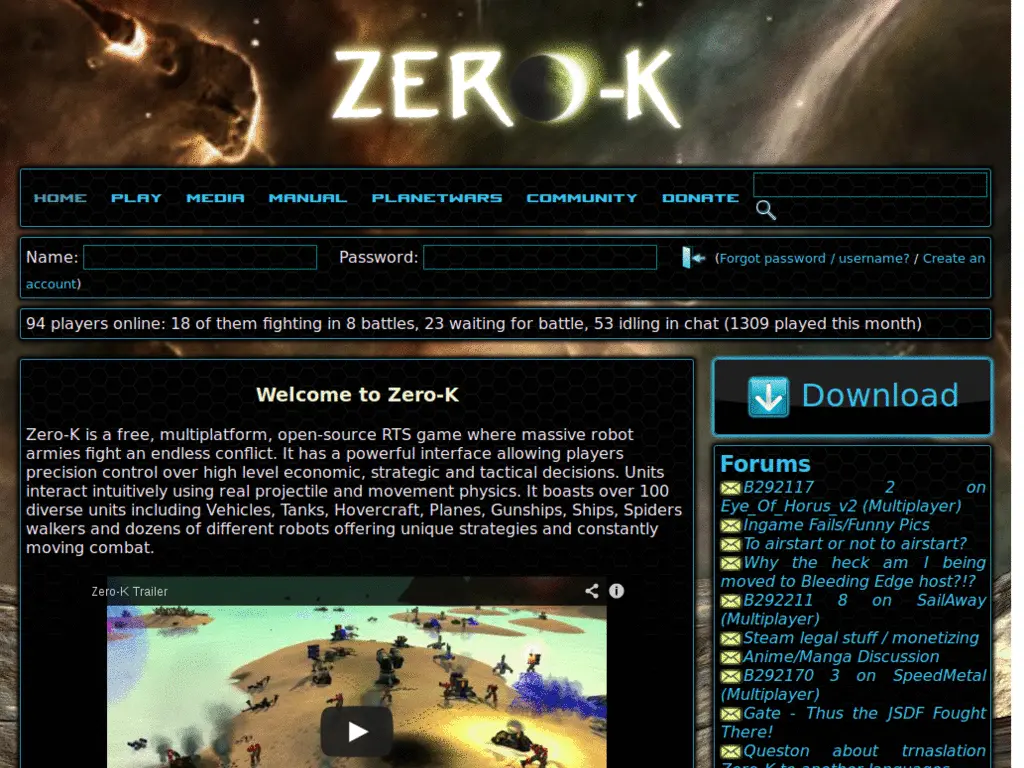 ZERO-K
HOME PLAY MEDIA MANUAL PLANETWARS COMMUNITY DONATE
Name: Password: (Forgot password / username? / Create an
account)
94 players online: 18 of them fighting in 8 battles, 23 waiting for battle, 53 idling in chat (1309 played this month)
Welcome to Zero-K
Zero-K is a free, multiplatform, open-source RTS game where massive robot
armies fight an endless conflict. It has a powerful interface allowing players
precision control over high level economic, strategic and tactical decisions. Units
interact intuitively using real projectile and movement physics. It boasts over 100
diverse units including Vehicles, Tanks, Hovercraft, Planes, Gunships, Ships, Spiders
walkers and dozens of different robots offering unique strategies and constantly
moving combat.
Zero-K Trailer
Download
Forums
B292117 2 on
Eye_Of_Horus_v2 (Multiplayer)
Ingame Fails/Funny Pics
To airstart or not to airstart?
Why the heck am I being
moved to Bleeding Edge host?!?
B292211 8 on SailAway
(Multiplayer)
Steam legal stuff / monetizing
Anime/Manga Discussion
B292170 3 on SpeedMetal
(Multiplayer)
Gate - Thus the JSDF Fought
There!
Queston about trnaslation
Zero-K to another languages